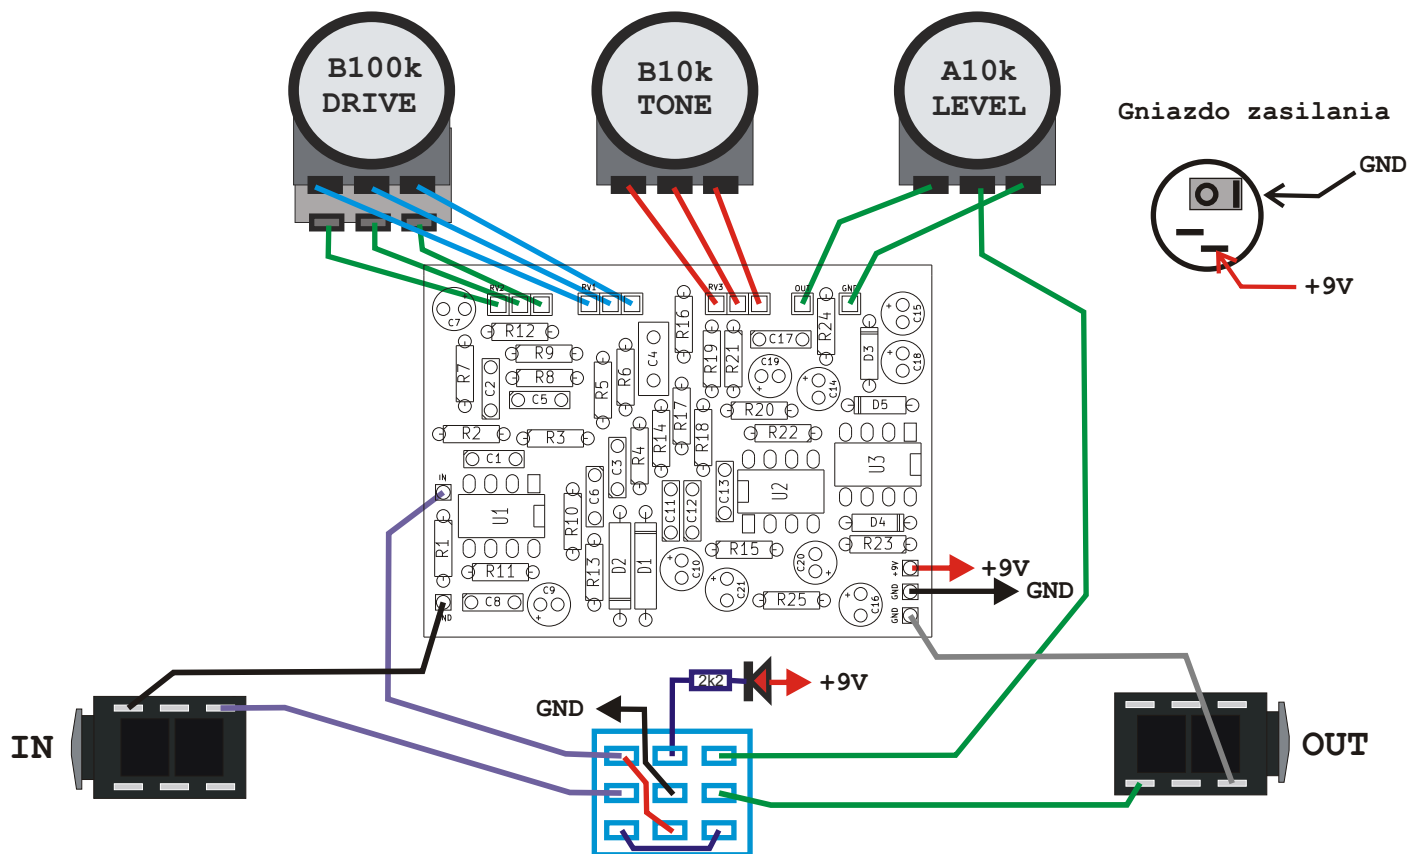 B100k
DRIVE
B10k
TONE
A10k
LEVEL
Gniazdo zasilania
GND
+9V
RV2
RV1
RV3
OUT
GND
C7
R12
R16
R24
C15
R9
R7
R8
C2
C5
R5
R6
C4
R19
R21
C17
C19
C14
D3
C18
R2
R3
R14
R17
R18
R20
D5
R22
C1
R4
C3
IN
U1
R10
C6
C11
C12
C13
U2
U3
R1
R11
R13
D2
D1
C10
R15
C21
C20
D4
R23
+9V
+9V
GND
GND
GND
C8
C9
R25
C16
ND
2k2
+9V
GND
IN
OUT